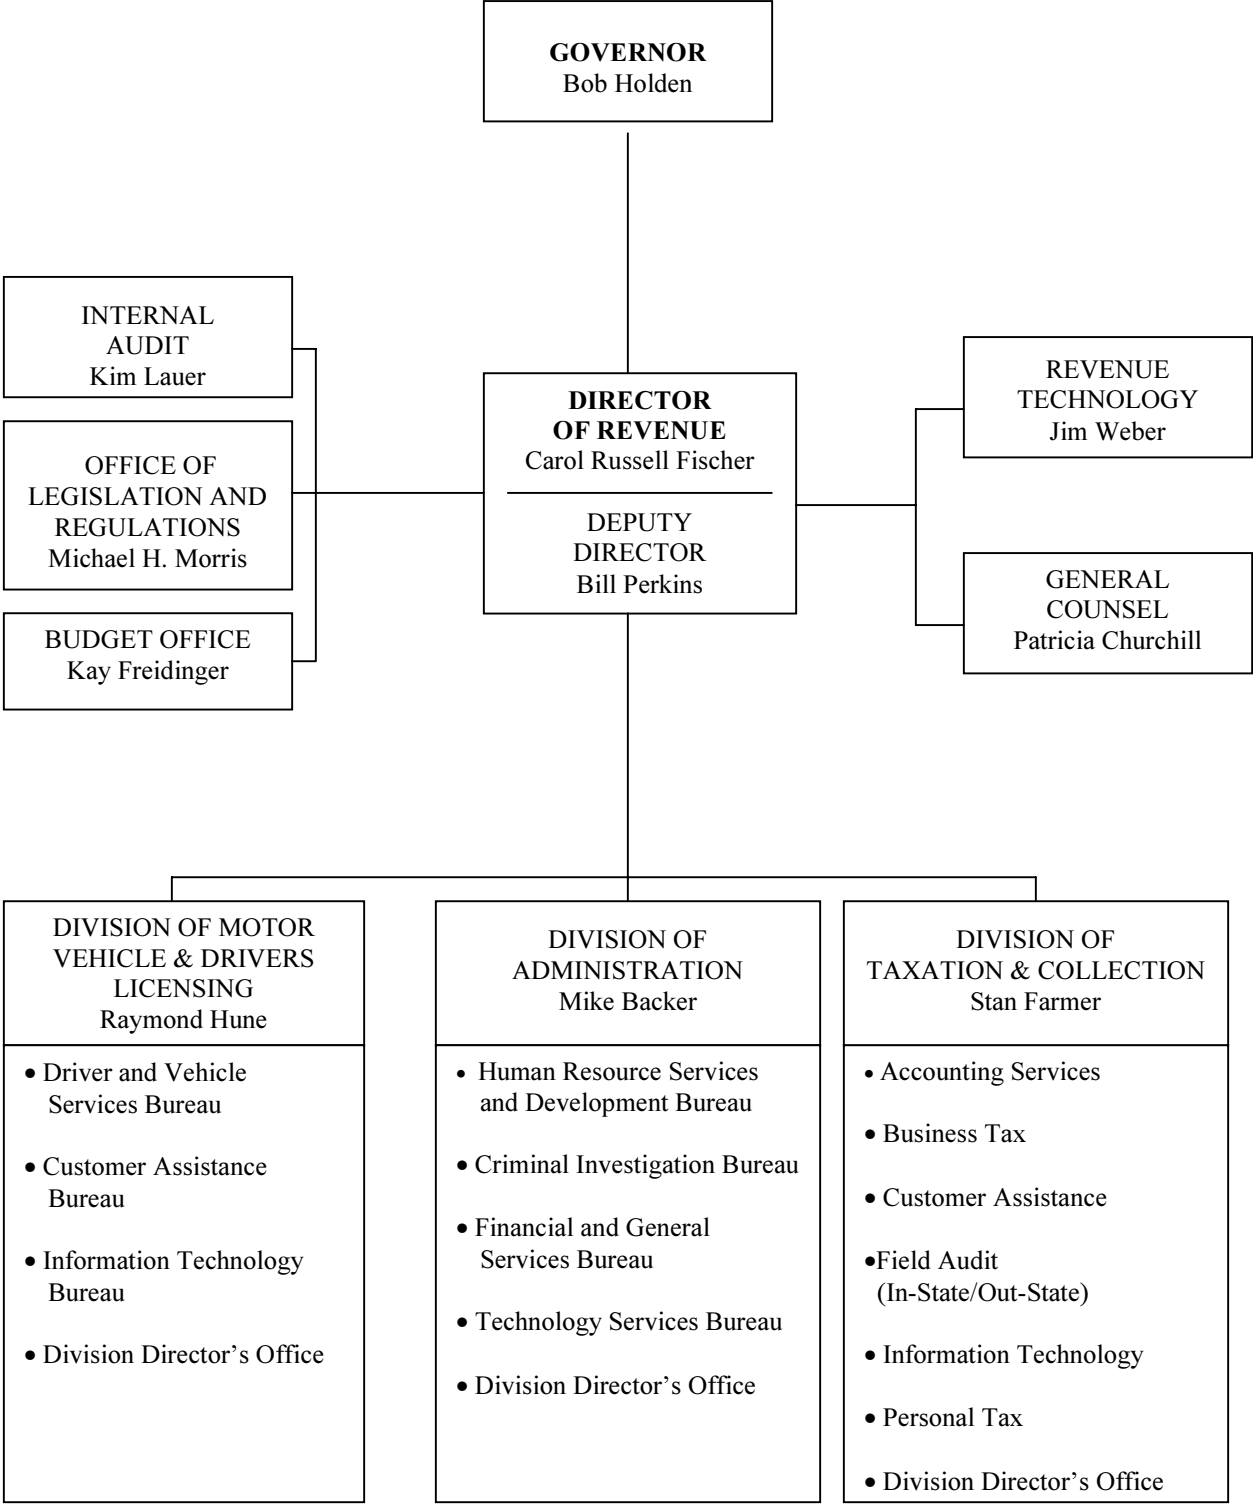 GOVERNOR
Bob Holden
INTERNAL
AUDIT
Kim Lauer
OFFICE OF
LEGISLATION AND
REGULATIONS
Michael H. Morris
BUDGET OFFICE
Kay Freidinger
DIRECTOR
OF REVENUE
Carol Russell Fischer
DEPUTY
DIRECTOR
Bill Perkins
REVENUE
TECHNOLOGY
Jim Weber
GENERAL
COUNSEL
Patricia Churchill
DIVISION OF MOTOR
VEHICLE & DRIVERS
LICENSING
Raymond Hune
• Driver and Vehicle
Services Bureau
• Customer Assistance
Bureau
• Information Technology
Bureau
• Division Director’s Office
DIVISION OF
ADMINISTRATION
Mike Backer
• Human Resource Services
and Development Bureau
• Criminal Investigation Bureau
• Financial and General
Services Bureau
• Technology Services Bureau
• Division Director’s Office
DIVISION OF
TAXATION & COLLECTION
Stan Farmer
• Accounting Services
• Business Tax
• Customer Assistance
•Field Audit
(In-State/Out-State)
• Information Technology
• Personal Tax
• Division Director’s Office